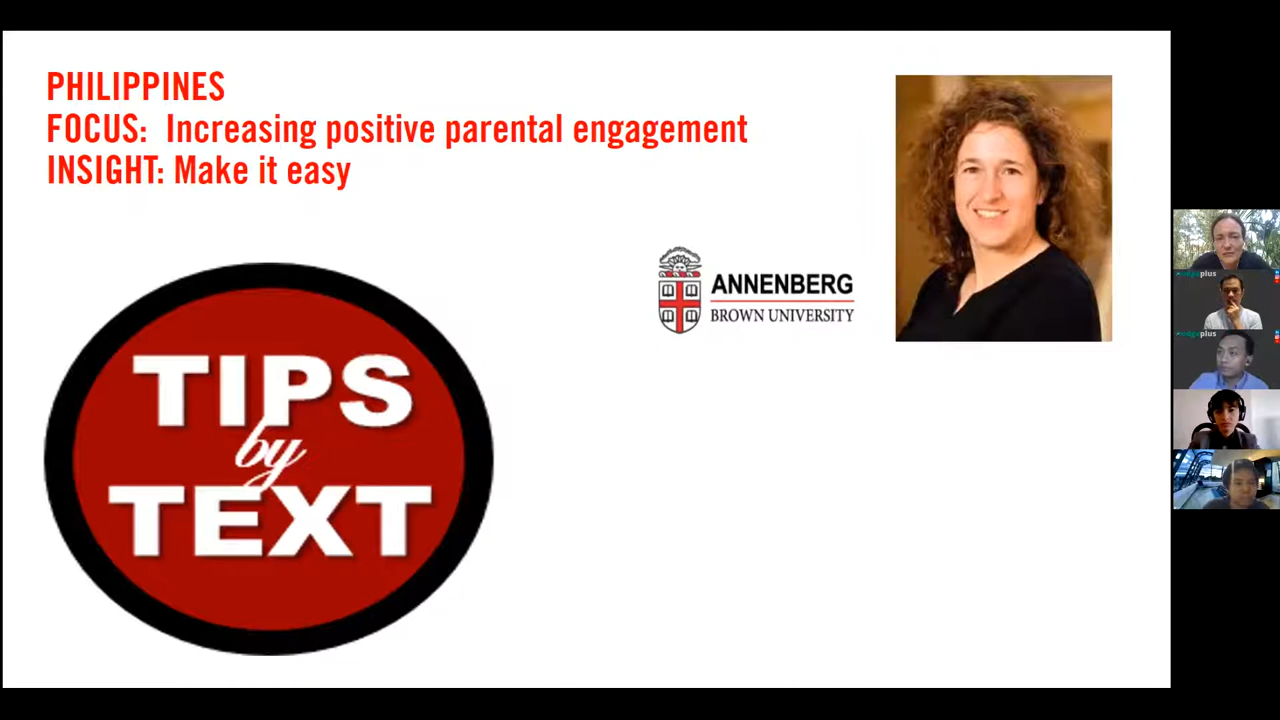 PHILIPPINES
FOCUS: Increasing positive parental engagement
INSIGHT: Make it easy
ANNENBERG
BROWN UNIVERSITY
TIPS
by
TEXT